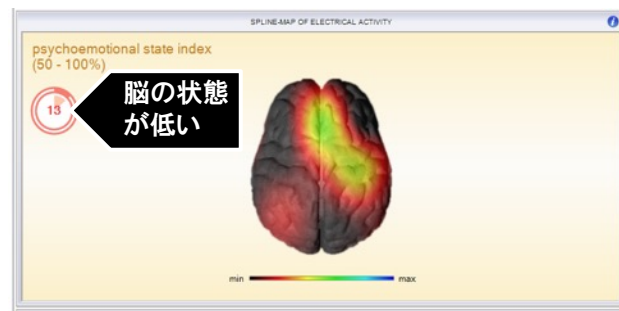 SPLINE-MAP OF ELECTRICAL ACTIVITY
psychoemotional state index
(50 - 100%)
13
脳の状態
が低い
min
max